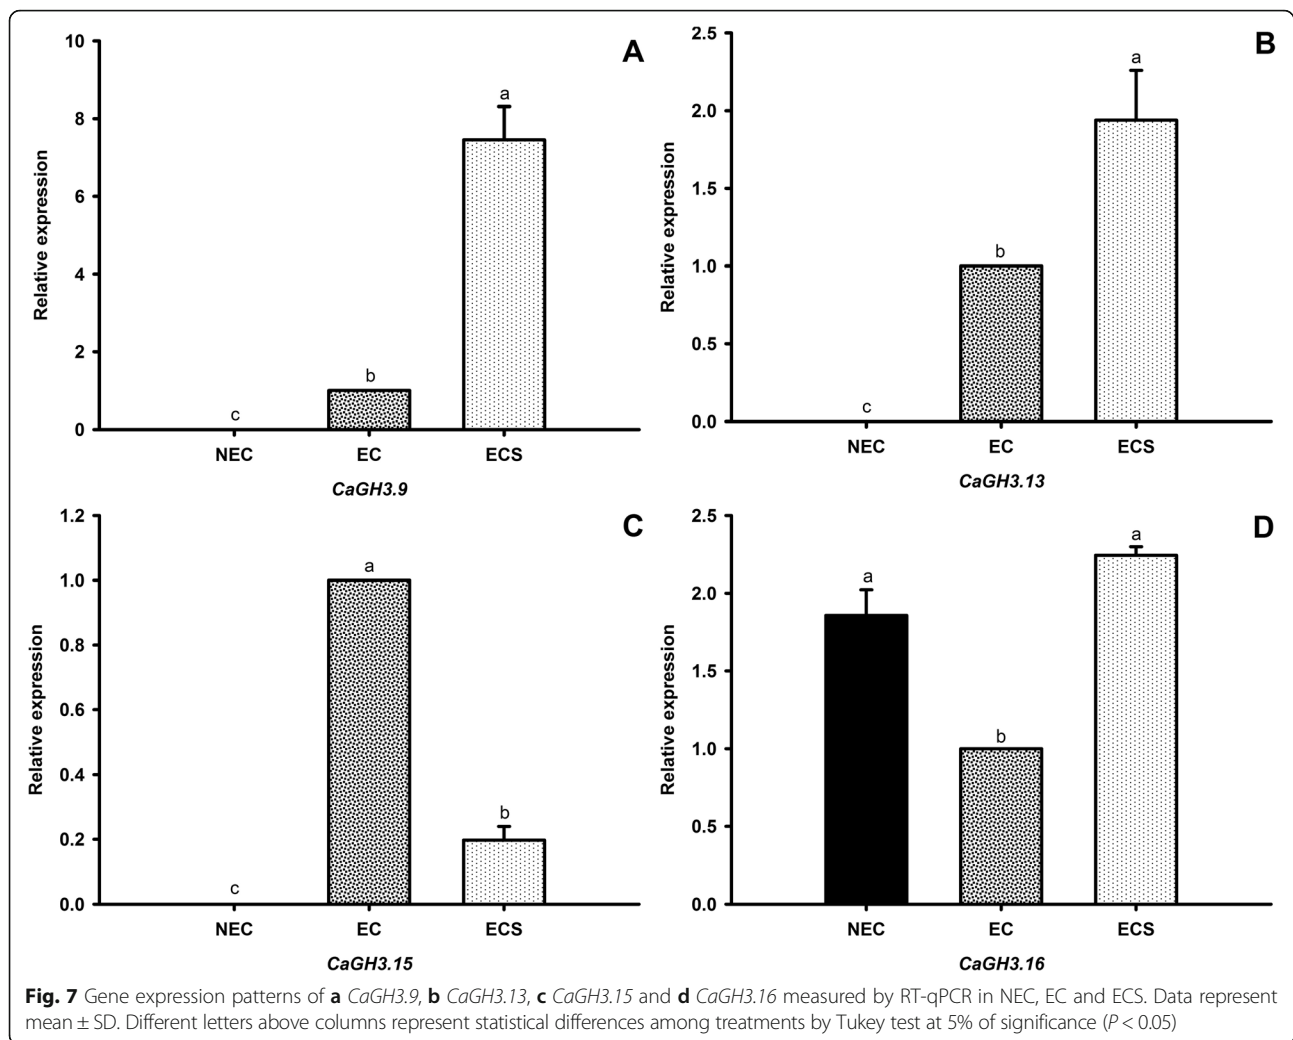 A
10
8
6
4
2
0
Relative expression
c
b
a
NEC EC ECS
CaGH3.9
B
2.5
2.0
1.5
1.0
0.5
0.0
Relative expression
c
b
a
NEC EC ECS
CaGH3.13
C
1.2
1.0
0.8
0.6
0.4
0.2
0.0
Relative expression
c
a
b
NEC EC ECS
CaGH3.15
D
2.5
2.0
1.5
1.0
0.5
0.0
Relative expression
a
b
a
NEC EC ECS
CaGH3.16
Fig. 7 Gene expression patterns of a CaGH3.9, b CaGH3.13, c CaGH3.15 and d CaGH3.16 measured by RT-qPCR in NEC, EC and ECS. Data represent
mean ± SD. Different letters above columns represent statistical differences among treatments by Tukey test at 5% of significance (P < 0.05)